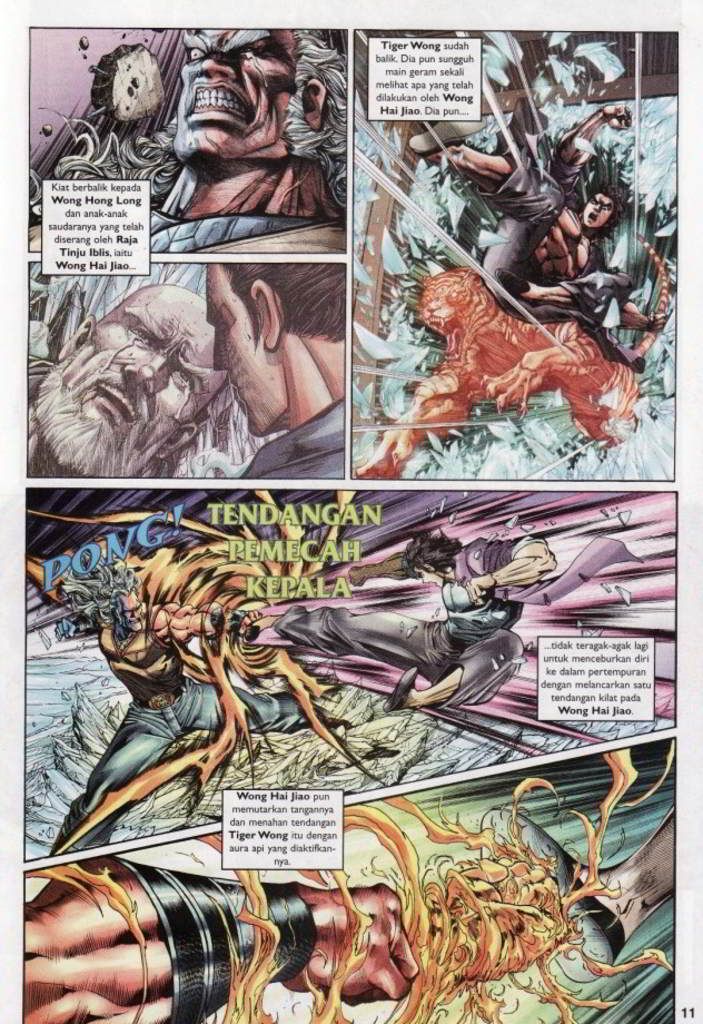 Kiat berbalik kepada
Wong Hong Long
dan anak-anak
saudaranya yang telah
diserang oleh Raja
Tinju Iblis, iaitu
Wong Hai Jiao...
Tiger Wong sudah
balik. Dia pun sungguh
main geram sekali
melihat apa yang telah
dilakukan oleh Wong
Hai Jiao. Dia pun....
PONG!
TENDANGAN
PEMECAH
KEPALA
...tidak teragak-agak lagi
untuk menceburkan diri
ke dalam pertempuran
dengan melancarkan satu
tendangan kilat pada
Wong Hai Jiao.
Wong Hai Jiao pun
memutarkan tangannya
dan menahan tendangan
Tiger Wong itu dengan
aura api yang diaktifkan-
nya.
11